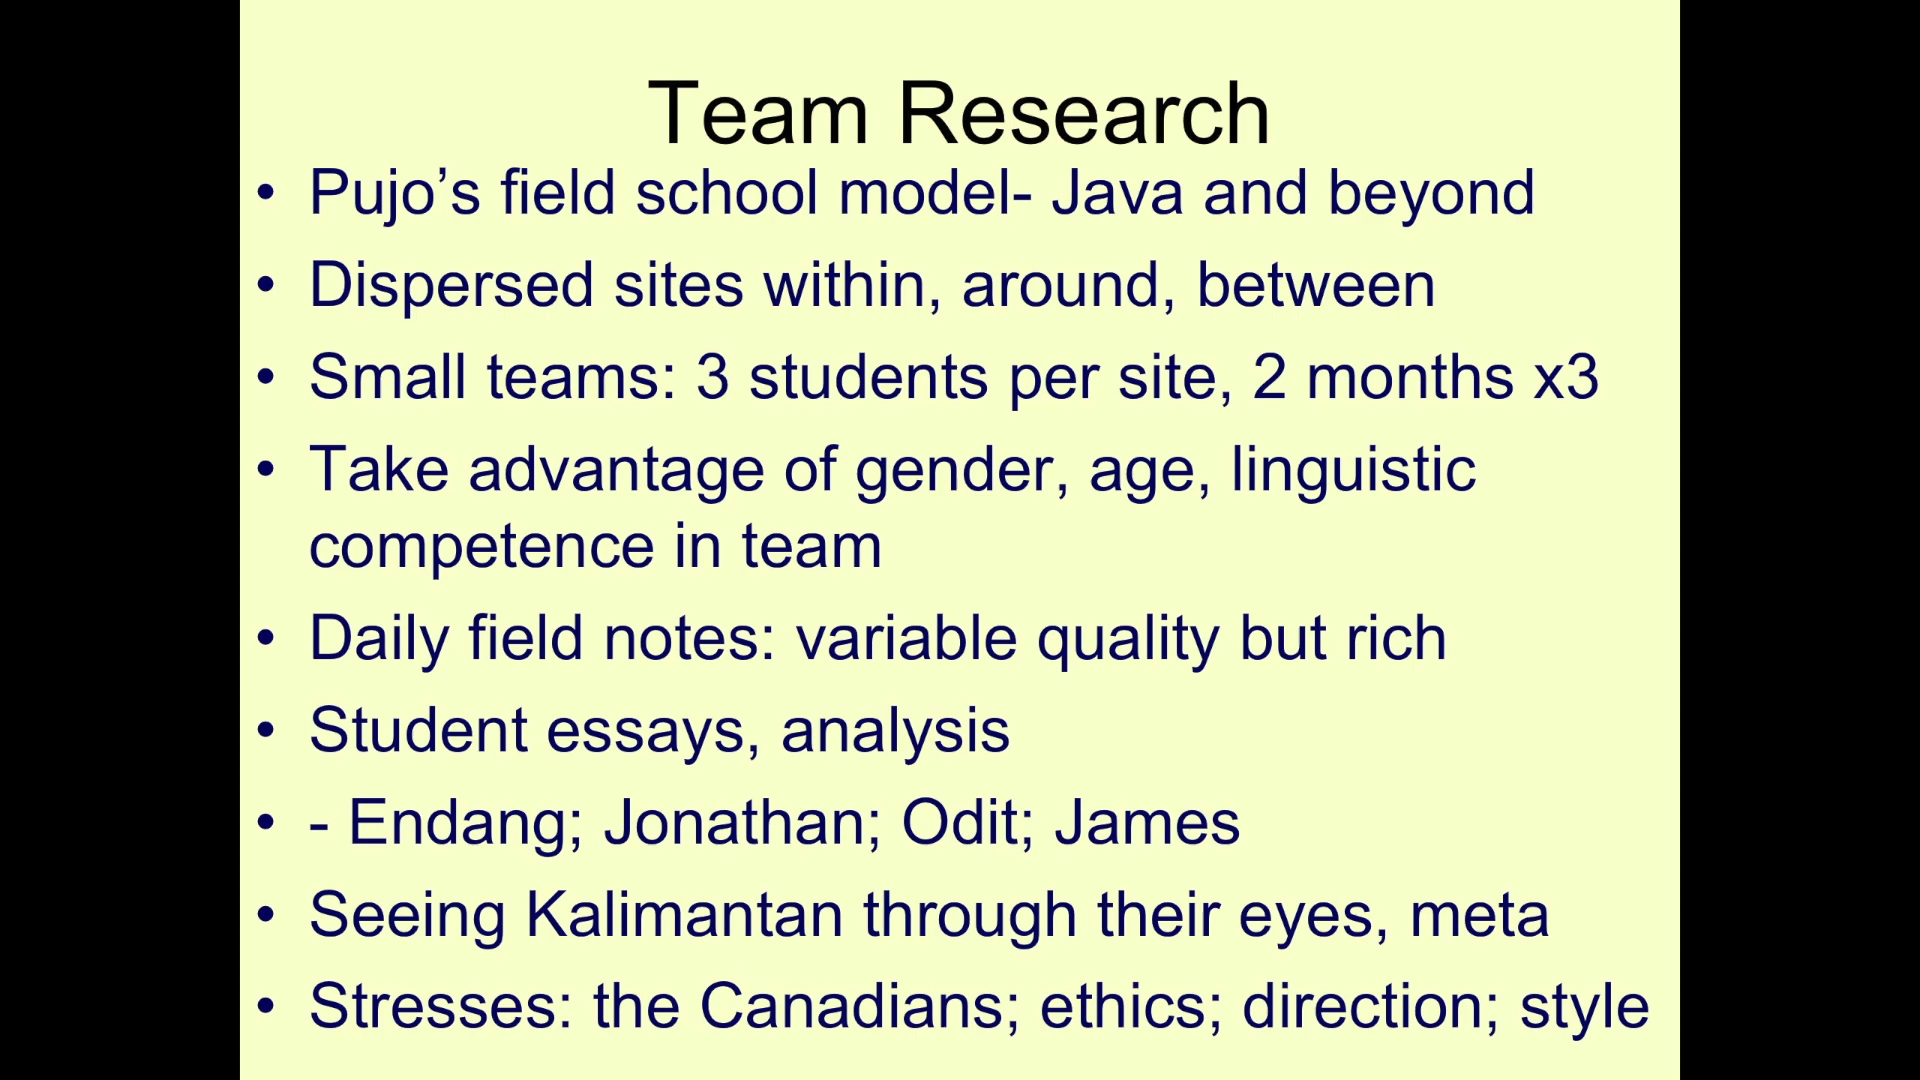 Team Research
• Pujo’s field school model- Java and beyond
• Dispersed sites within, around, between
• Small teams: 3 students per site, 2 months x3
• Take advantage of gender, age, linguistic
competence in team
• Daily field notes: variable quality but rich
• Student essays, analysis
• - Endang; Jonathan; Odit; James
• Seeing Kalimantan through their eyes, meta
• Stresses: the Canadians; ethics; direction; style